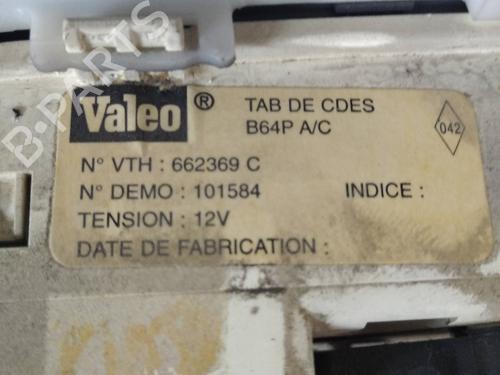 B-PARTS
Valeo ® TAB DE CDES
B64P A/C
042
N° VTH : 662369 C
N° DEMO : 101584 INDICE :
TENSION : 12V
DATE DE FABRICATION :